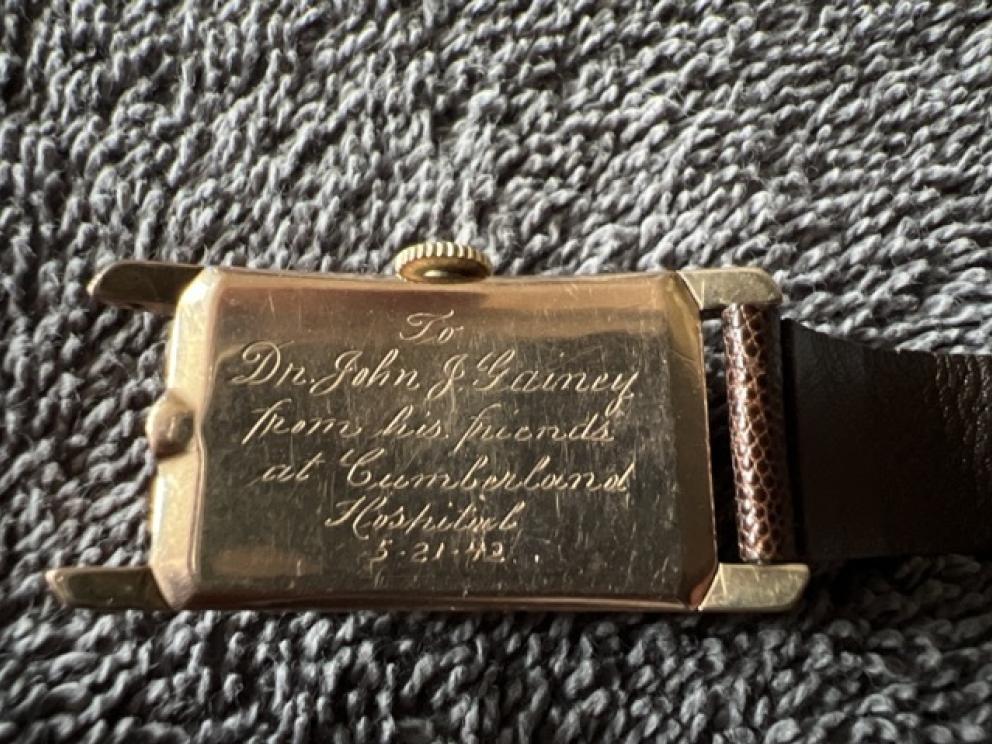 To
Dr. John J. Gainey
from his friends
at Cumberland
Hospital
5-21-42.